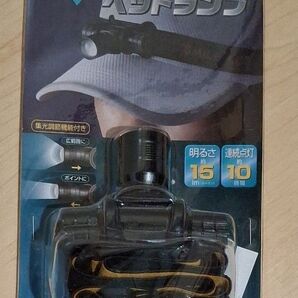 ヘッドランプ
集光調節機能付き
広範囲に
ポイントに
明るさ
約
15
lm
連続点灯
約
10
時間